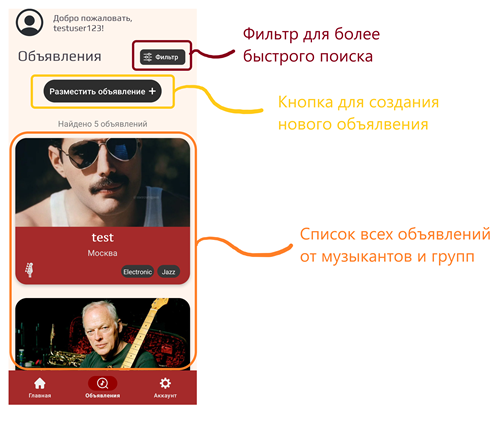 Добро пожаловать,
testuser123!
Объявления
Фильтр
Фильтр для более
быстрого поиска
Разместить объявление +
Кнопка для создания
нового объялвения
Найдено 5 объявлений
test
Москва
Electronic Jazz
Список всех объявлений
от музыкантов и групп
Главная Объявления Аккаунт